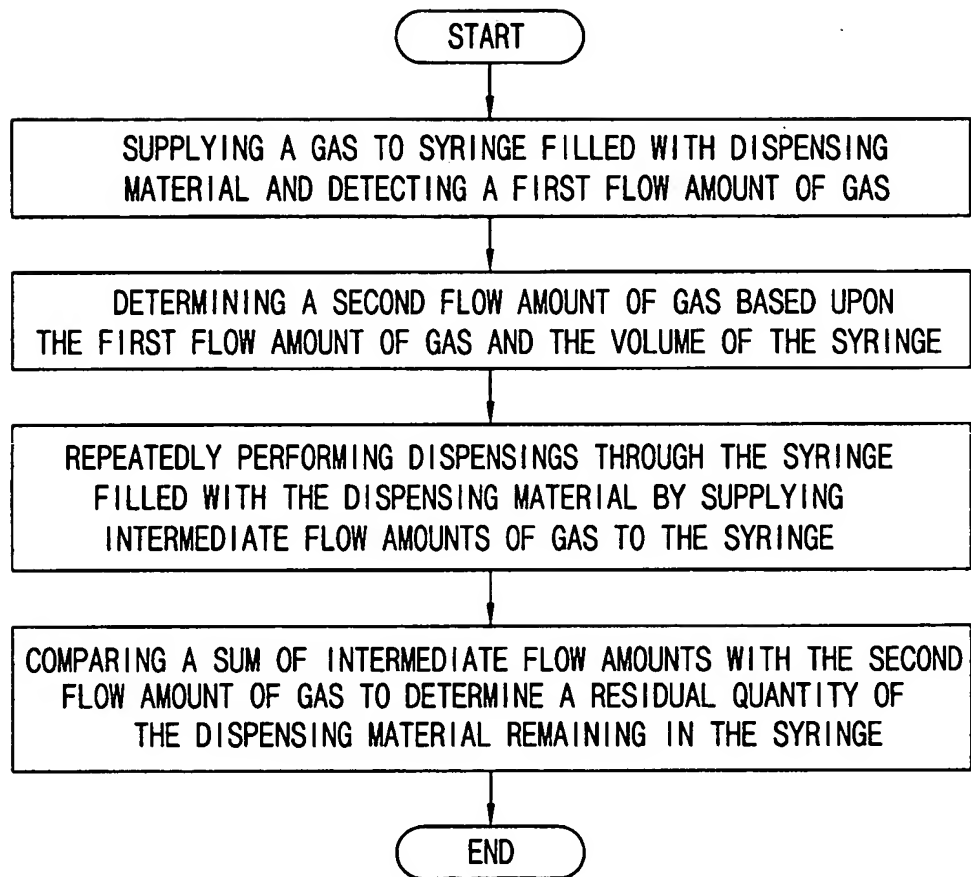 START
SUPPLYING A GAS TO SYRINGE FILLED WITH DISPENSING
MATERIAL AND DETECTING A FIRST FLOW AMOUNT OF GAS
DETERMINING A SECOND FLOW AMOUNT OF GAS BASED UPON
THE FIRST FLOW AMOUNT OF GAS AND THE VOLUME OF THE SYRINGE
REPEATEDLY PERFORMING DISPENSINGS THROUGH THE SYRINGE
FILLED WITH THE DISPENSING MATERIAL BY SUPPLYING
INTERMEDIATE FLOW AMOUNTS OF GAS TO THE SYRINGE
COMPARING A SUM OF INTERMEDIATE FLOW AMOUNTS WITH THE SECOND
FLOW AMOUNT OF GAS TO DETERMINE A RESIDUAL QUANTITY OF
THE DISPENSING MATERIAL REMAINING IN THE SYRINGE
END